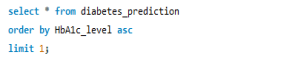 select * from diabetes_prediction
order by HbA1c_level asc
limit 1;